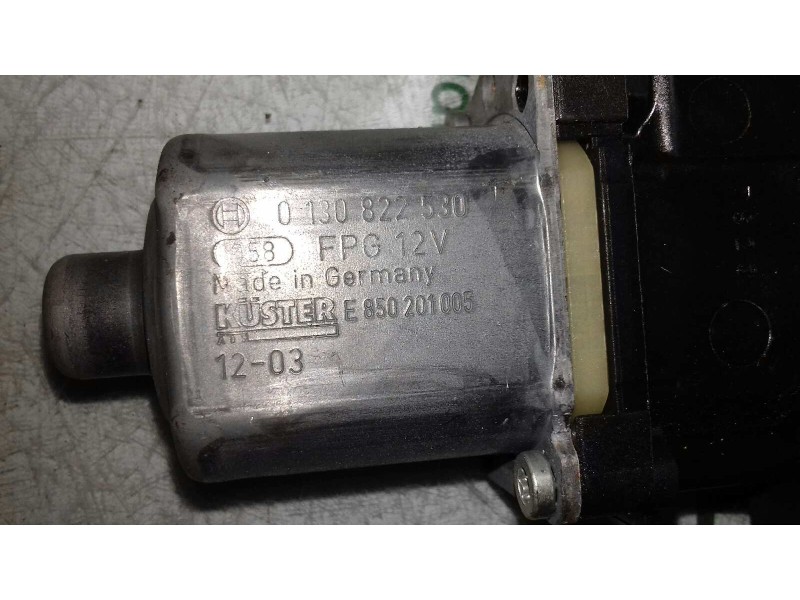 0 130 822 530
58 FPG 12V
Made in Germany
KÜSTER E 850 201 005
12-03